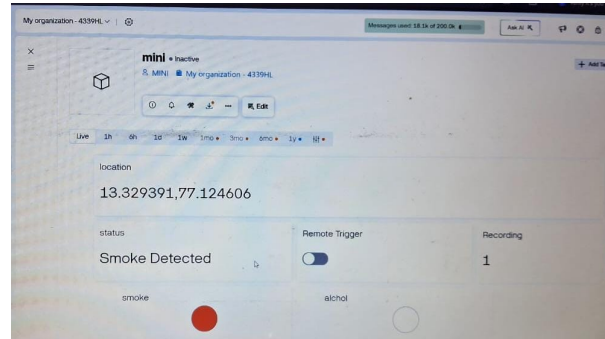 My organization - 4339HL
Messages used: 18.1k of 200.0k
Ask AI
mini • Inactive
MINI My organization - 4339HL
Edit
Live 1h 6h 1d 1w 1mo 3mo 6mo 1y
location
13.329391,77.124606
status
Remote Trigger
Recording
Smoke Detected
1
smoke
alchol